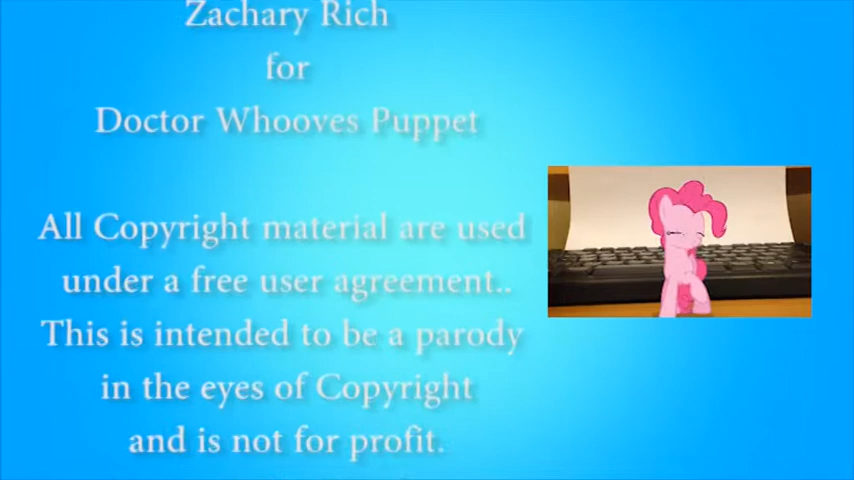 Zachary Rich
for
Doctor Whooves Puppet
All Copyright material are used
under a free user agreement..
This is intended to be a parody
in the eyes of Copyright
and is not for profit.